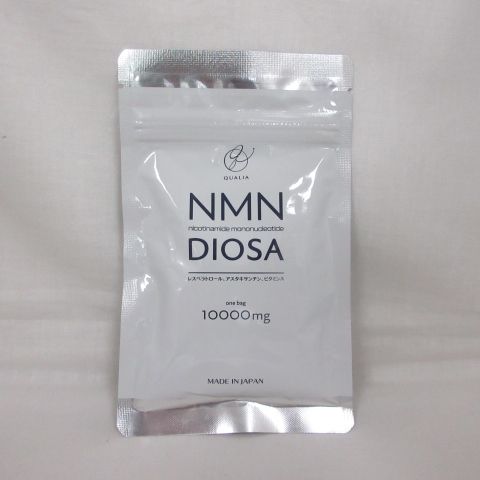 QUALIA
NMN
nicotinamide mononucleotide
DIOSA
レスベラトロール、アスタキサンチン、ビタミンA
one bag
10000mg
MADE IN JAPAN